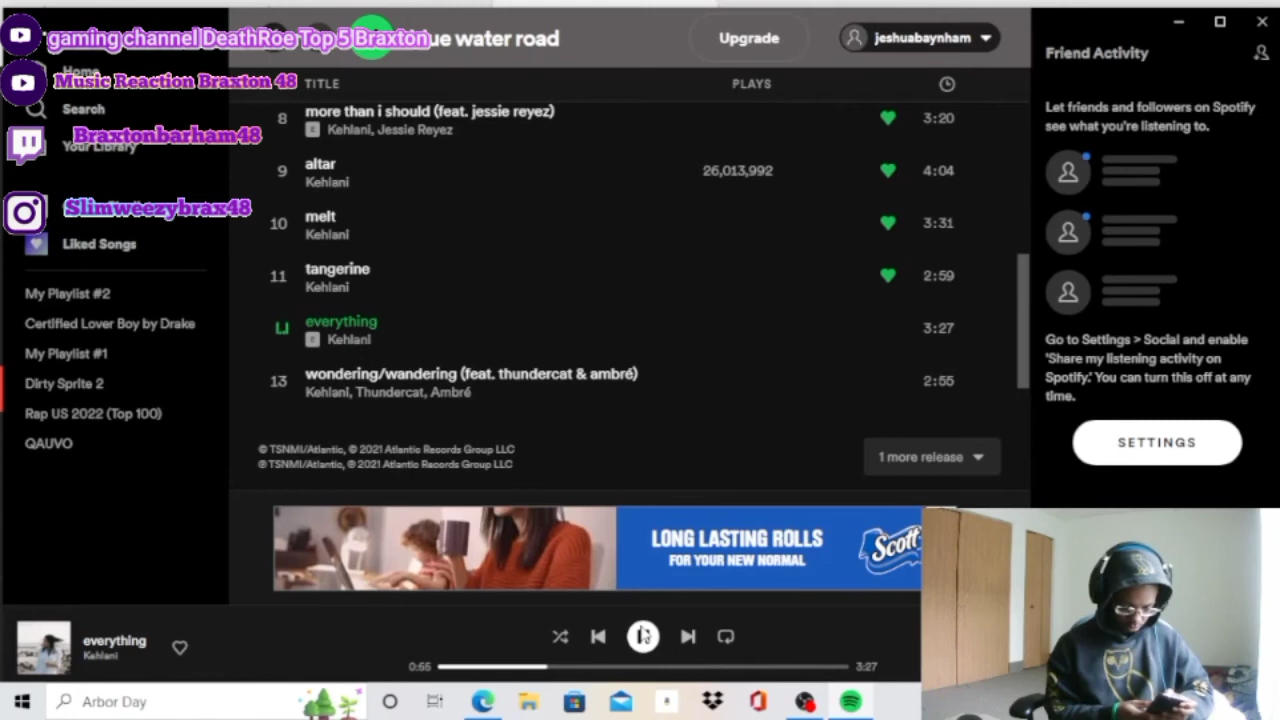 gaming channel DeathRoe Top 5 Braxton
ue water road
Upgrade
jeshuabaynham
Friend Activity
Home
Music Reaction Braxton 48
TITLE
PLAYS
Search
Braxtonbarham48
Your Library
Slimweezybrax48
Liked Songs
My Playlist #2
Certified Lover Boy by Drake
My Playlist #1
Dirty Sprite 2
Rap US 2022 (Top 100)
QAUVO
8 more than i should (feat. jessie reyez) 3:20
E Kehlani, Jessie Reyez
9 altar 26,013,992 4:04
Kehlani
10 melt 3:31
Kehlani
11 tangerine 2:59
Kehlani
everything 3:27
E Kehlani
13 wondering/wandering (feat. thundercat & ambré) 2:55
Kehlani, Thundercat, Ambré
© TSNMI/Atlantic, © 2021 Atlantic Records Group LLC
℗ TSNMI/Atlantic, ℗ 2021 Atlantic Records Group LLC
1 more release
Let friends and followers on Spotify
see what you're listening to.
Go to Settings > Social and enable
'Share my listening activity on
Spotify.' You can turn this off at any
time.
SETTINGS
LONG LASTING ROLLS
FOR YOUR NEW NORMAL
Scott
everything
Kehlani
0:55
3:27
Arbor Day